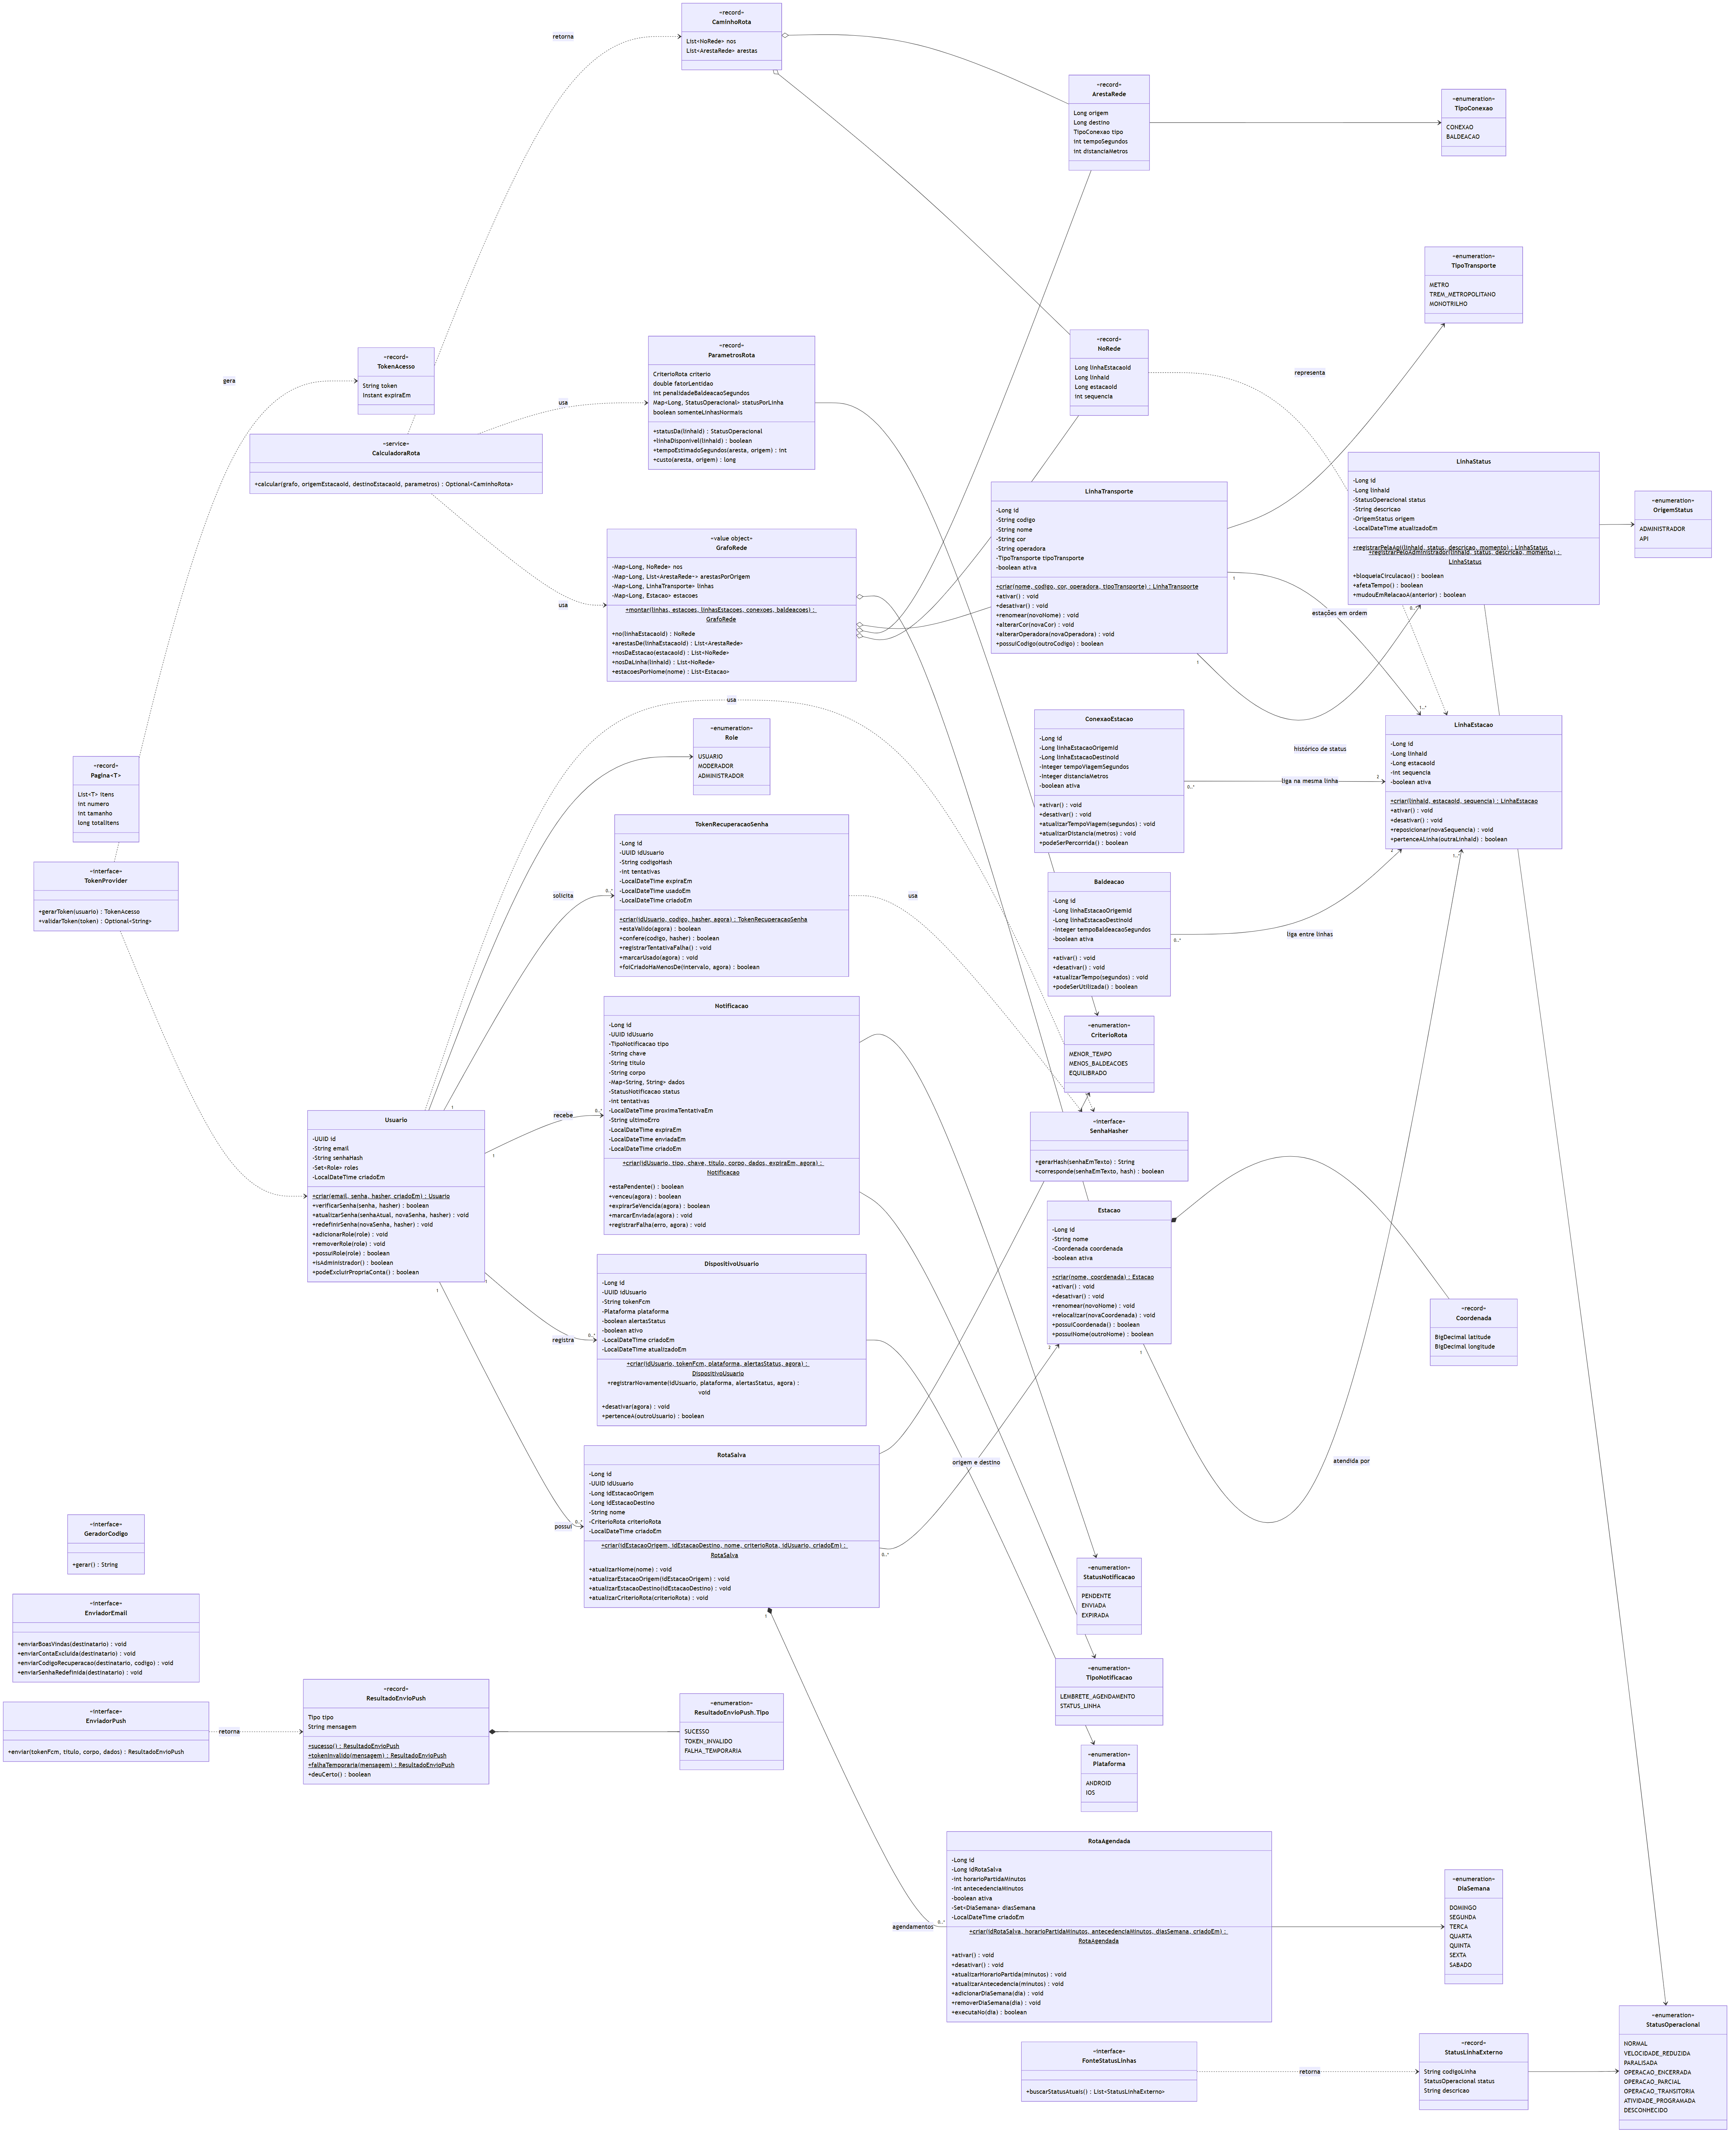 «record»
CaminhoRota
List<NoRede> nos
List<ArestaRede> arestas
retorna
«record»
ArestaRede
Long origem
Long destino
TipoConexao tipo
int tempoSegundos
int distanciaMetros
«enumeration»
TipoConexao
CONEXAO
BALDEACAO
«enumeration»
TipoTransporte
METRO
TREM_METROPOLITANO
MONOTRILHO
«record»
TokenAcesso
String token
Instant expiraEm
gera
«record»
ParametrosRota
CriterioRota criterio
double fatorLentidao
int penalidadeBaldeacaoSegundos
Map<Long, StatusOperacional> statusPorLinha
boolean somenteLinhasNormais
+statusDa(linhaId) : StatusOperacional
+linhaDisponivel(linhaId) : boolean
+tempoEstimadoSegundos(aresta, origem) : int
+custo(aresta, origem) : long
usa
«record»
NoRede
Long linhaEstacaoId
Long linhaId
Long estacaoId
int sequencia
representa
«service»
CalculadoraRota
+calcular(grafo, origemEstacaoId, destinoEstacaoId, parametros) : Optional<CaminhoRota>
LinhaStatus
-Long id
-Long linhaId
-StatusOperacional status
-String descricao
-OrigemStatus origem
-LocalDateTime atualizadoEm
+registrarPelaApi(linhaId, status, descricao, momento) : LinhaStatus
+registrarPeloAdministrador(linhaId, status, descricao, momento) :
LinhaStatus
+bloqueiaCirculacao() : boolean
+afetaTempo() : boolean
+mudouEmRelacaoA(anterior) : boolean
«enumeration»
OrigemStatus
ADMINISTRADOR
API
LinhaTransporte
-Long id
-String codigo
-String nome
-String cor
-String operadora
-TipoTransporte tipoTransporte
-boolean ativa
+criar(nome, codigo, cor, operadora, tipoTransporte) : LinhaTransporte
+ativar() : void
+desativar() : void
+renomear(novoNome) : void
+alterarCor(novaCor) : void
+alterarOperadora(novaOperadora) : void
+possuiCodigo(outroCodigo) : boolean
1
estações em ordem
0..*
1
1..*
«value object»
GrafoRede
-Map<Long, NoRede> nos
-Map<Long, List<ArestaRede~> arestasPorOrigem
-Map<Long, LinhaTransporte> linhas
-Map<Long, Estacao> estacoes
+montar(linhas, estacoes, linhasEstacoes, conexoes, baldeacoes) :
GrafoRede
+no(linhaEstacaoId) : NoRede
+arestasDe(linhaEstacaoId) : List<ArestaRede>
+nosDaEstacao(estacaoId) : List<NoRede>
+nosDaLinha(linhaId) : List<NoRede>
+estacoesPorNome(nome) : List<Estacao>
usa
usa
«enumeration»
Role
USUARIO
MODERADOR
ADMINISTRADOR
ConexaoEstacao
-Long id
-Long linhaEstacaoOrigemId
-Long linhaEstacaoDestinoId
-Integer tempoViagemSegundos
-Integer distanciaMetros
-boolean ativa
+ativar() : void
+desativar() : void
+atualizarTempoViagem(segundos) : void
+atualizarDistancia(metros) : void
+podeSerPercorrida() : boolean
histórico de status
0..*
liga na mesma linha
2
LinhaEstacao
-Long id
-Long linhaId
-Long estacaoId
-int sequencia
-boolean ativa
+criar(linhaId, estacaoId, sequencia) : LinhaEstacao
+ativar() : void
+desativar() : void
+reposicionar(novaSequencia) : void
+pertenceALinha(outraLinhaId) : boolean
2
1..*
«record»
Pagina<T>
List<T> itens
int numero
int tamanho
long totalItens
«interface»
TokenProvider
+gerarToken(usuario) : TokenAcesso
+validarToken(token) : Optional<String>
TokenRecuperacaoSenha
-Long id
-UUID idUsuario
-String codigoHash
-int tentativas
-LocalDateTime expiraEm
-LocalDateTime usadoEm
-LocalDateTime criadoEm
+criar(idUsuario, codigo, hasher, agora) : TokenRecuperacaoSenha
+estaValido(agora) : boolean
+confere(codigo, hasher) : boolean
+registrarTentativaFalha() : void
+marcarUsado(agora) : void
+foiCriadoHaMenosDe(intervalo, agora) : boolean
solicita
0..*
usa
Baldeacao
-Long id
-Long linhaEstacaoOrigemId
-Long linhaEstacaoDestinoId
-Integer tempoBaldeacaoSegundos
-boolean ativa
+ativar() : void
+desativar() : void
+atualizarTempo(segundos) : void
+podeSerUtilizada() : boolean
0..*
liga entre linhas
Notificacao
-Long id
-UUID idUsuario
-TipoNotificacao tipo
-String chave
-String titulo
-String corpo
-Map<String, String> dados
-StatusNotificacao status
-int tentativas
-LocalDateTime proximaTentativaEm
-String ultimoErro
-LocalDateTime expiraEm
-LocalDateTime enviadaEm
-LocalDateTime criadoEm
+criar(idUsuario, tipo, chave, titulo, corpo, dados, expiraEm, agora) :
Notificacao
+estaPendente() : boolean
+venceu(agora) : boolean
+expirarSeVencida(agora) : boolean
+marcarEnviada(agora) : void
+registrarFalha(erro, agora) : void
recebe
0..*
«enumeration»
CriterioRota
MENOR_TEMPO
MENOS_BALDEACOES
EQUILIBRADO
«interface»
SenhaHasher
+gerarHash(senhaEmTexto) : String
+corresponde(senhaEmTexto, hash) : boolean
1
Usuario
-UUID id
-String email
-String senhaHash
-Set<Role> roles
-LocalDateTime criadoEm
+criar(email, senha, hasher, criadoEm) : Usuario
+verificarSenha(senha, hasher) : boolean
+atualizarSenha(senhaAtual, novaSenha, hasher) : void
+redefinirSenha(novaSenha, hasher) : void
+adicionarRole(role) : void
+removerRole(role) : void
+possuiRole(role) : boolean
+isAdministrador() : boolean
+podeExcluirPropriaConta() : boolean
1
1
1
Estacao
-Long id
-String nome
-Coordenada coordenada
-boolean ativa
+criar(nome, coordenada) : Estacao
+ativar() : void
+desativar() : void
+renomear(novoNome) : void
+relocalizar(novaCoordenada) : void
+possuiCoordenada() : boolean
+possuiNome(outroNome) : boolean
2
1
DispositivoUsuario
-Long id
-UUID idUsuario
-String tokenFcm
-Plataforma plataforma
-boolean alertasStatus
-boolean ativo
-LocalDateTime criadoEm
-LocalDateTime atualizadoEm
+criar(idUsuario, tokenFcm, plataforma, alertasStatus, agora) :
DispositivoUsuario
+registrarNovamente(idUsuario, plataforma, alertasStatus, agora) :
void
+desativar(agora) : void
+pertenceA(outroUsuario) : boolean
registra
0..*
«record»
Coordenada
BigDecimal latitude
BigDecimal longitude
RotaSalva
-Long id
-UUID idUsuario
-Long idEstacaoOrigem
-Long idEstacaoDestino
-String nome
-CriterioRota criterioRota
-LocalDateTime criadoEm
+criar(idEstacaoOrigem, idEstacaoDestino, nome, criterioRota, idUsuario, criadoEm) :
RotaSalva
+atualizarNome(nome) : void
+atualizarEstacaoOrigem(idEstacaoOrigem) : void
+atualizarEstacaoDestino(idEstacaoDestino) : void
+atualizarCriterioRota(criterioRota) : void
possui
0..*
0..*
1
origem e destino
atendida por
«interface»
GeradorCodigo
+gerar() : String
«interface»
EnviadorEmail
+enviarBoasVindas(destinatario) : void
+enviarContaExcluida(destinatario) : void
+enviarCodigoRecuperacao(destinatario, codigo) : void
+enviarSenhaRedefinida(destinatario) : void
«enumeration»
StatusNotificacao
PENDENTE
ENVIADA
EXPIRADA
«enumeration»
TipoNotificacao
LEMBRETE_AGENDAMENTO
STATUS_LINHA
«interface»
EnviadorPush
+enviar(tokenFcm, titulo, corpo, dados) : ResultadoEnvioPush
retorna
«record»
ResultadoEnvioPush
Tipo tipo
String mensagem
+sucesso() : ResultadoEnvioPush
+tokenInvalido(mensagem) : ResultadoEnvioPush
+falhaTemporaria(mensagem) : ResultadoEnvioPush
+deuCerto() : boolean
«enumeration»
ResultadoEnvioPush.Tipo
SUCESSO
TOKEN_INVALIDO
FALHA_TEMPORARIA
«enumeration»
Plataforma
ANDROID
IOS
RotaAgendada
-Long id
-Long idRotaSalva
-int horarioPartidaMinutos
-int antecedenciaMinutos
-boolean ativa
-Set<DiaSemana> diasSemana
-LocalDateTime criadoEm
+criar(idRotaSalva, horarioPartidaMinutos, antecedenciaMinutos, diasSemana, criadoEm) :
RotaAgendada
+ativar() : void
+desativar() : void
+atualizarHorarioPartida(minutos) : void
+atualizarAntecedencia(minutos) : void
+adicionarDiaSemana(dia) : void
+removerDiaSemana(dia) : void
+executaNo(dia) : boolean
agendamentos
0..*
«enumeration»
DiaSemana
DOMINGO
SEGUNDA
TERCA
QUARTA
QUINTA
SEXTA
SABADO
«interface»
FonteStatusLinhas
+buscarStatusAtuais() : List<StatusLinhaExterno>
retorna
«record»
StatusLinhaExterno
String codigoLinha
StatusOperacional status
String descricao
«enumeration»
StatusOperacional
NORMAL
VELOCIDADE_REDUZIDA
PARALISADA
OPERACAO_ENCERRADA
OPERACAO_PARCIAL
OPERACAO_TRANSITORIA
ATIVIDADE_PROGRAMADA
DESCONHECIDO